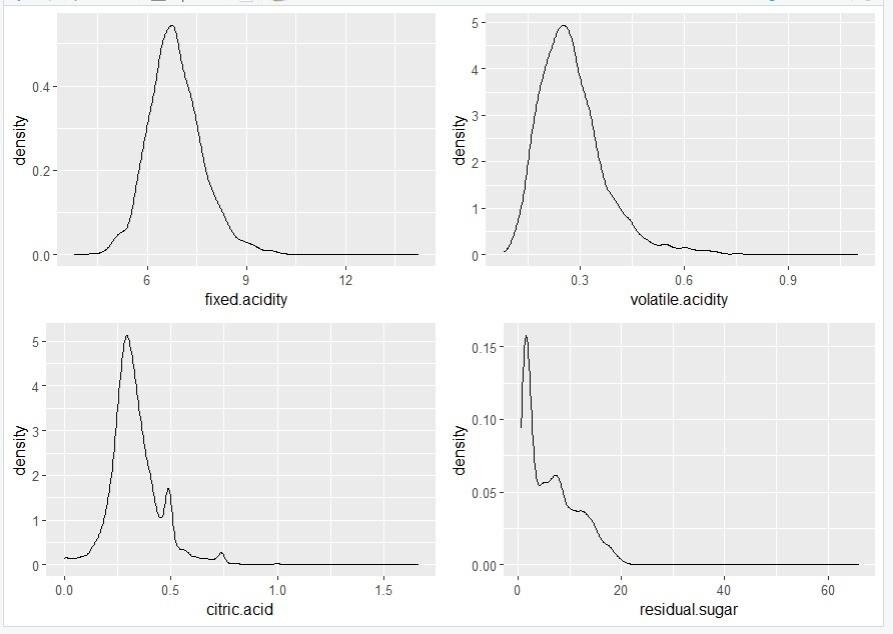 density
0.4
0.2
0.0
6 9 12
fixed.acidity
density
5
4
3
2
1
0
0.3 0.6 0.9
volatile.acidity
density
5
4
3
2
1
0
0.0 0.5 1.0 1.5
citric.acid
density
0.15
0.10
0.05
0.00
0 20 40 60
residual.sugar